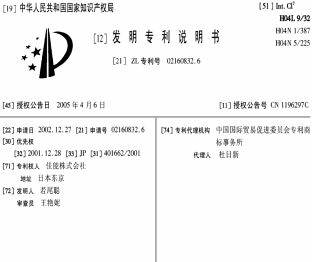 [19] 中华人民共和国国家知识产权局
[51] Int. Cl⁷
H04L 9/32
H04N 1/387
H04N 5/225
[12] 发明专利说明书
[21] ZL 专利号 02160832.6
[45] 授权公告日 2005 年 4 月 6 日
[11] 授权公告号 CN 1196297C
[22] 申请日 2002.12.27 [21] 申请号 02160832.6
[30] 优先权
[32] 2001.12.28 [33] JP [31] 401662/2001
[71] 专利权人 佳能株式会社
地址 日本东京
[72] 发明人 若尾聪
审查员 王艳妮
[74] 专利代理机构 中国国际贸易促进委员会专利商
标事务所
代理人 杜日新